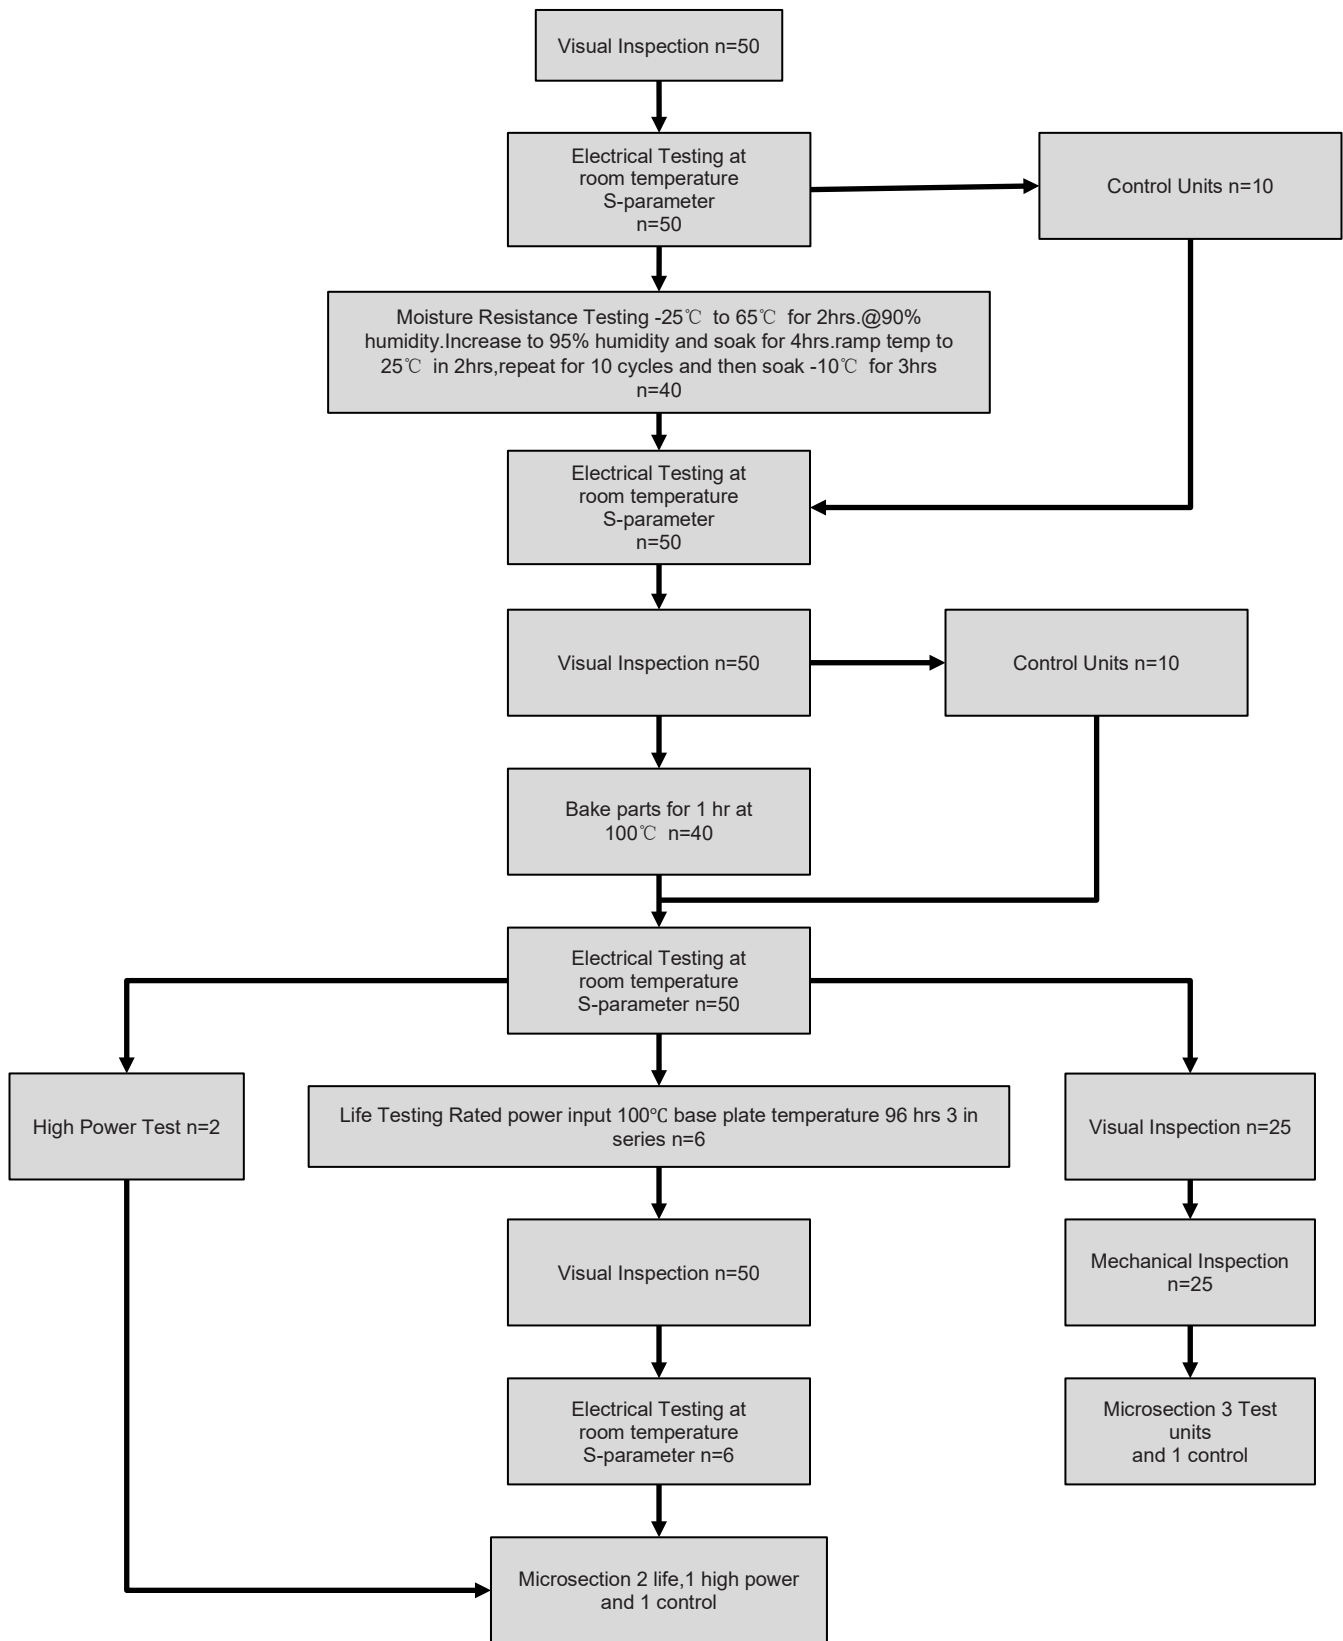 Visual Inspection n=50
Electrical Testing at
room temperature
S-parameter
n=50
Control Units n=10
Moisture Resistance Testing -25℃ to 65℃ for 2hrs.@90%
humidity.Increase to 95% humidity and soak for 4hrs.ramp temp to
25℃ in 2hrs,repeat for 10 cycles and then soak -10℃ for 3hrs
n=40
Electrical Testing at
room temperature
S-parameter
n=50
Visual Inspection n=50
Control Units n=10
Bake parts for 1 hr at
100℃ n=40
Electrical Testing at
room temperature
S-parameter n=50
High Power Test n=2
Life Testing Rated power input 100℃ base plate temperature 96 hrs 3 in
series n=6
Visual Inspection n=25
Visual Inspection n=50
Mechanical Inspection
n=25
Electrical Testing at
room temperature
S-parameter n=6
Microsection 3 Test
units
and 1 control
Microsection 2 life,1 high power
and 1 control